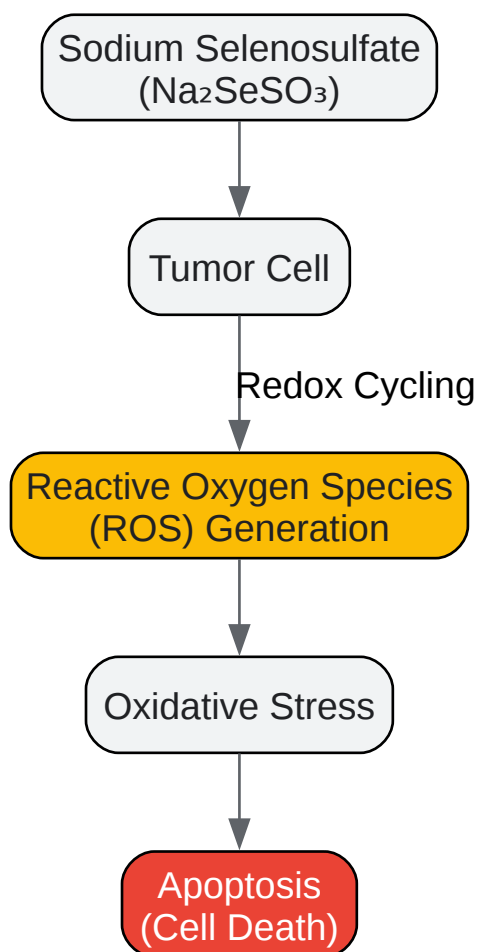 Sodium Selenosulfate
(Na₂SeSO₃)
Tumor Cell
Redox Cycling
Reactive Oxygen Species
(ROS) Generation
Oxidative Stress
Apoptosis
(Cell Death)